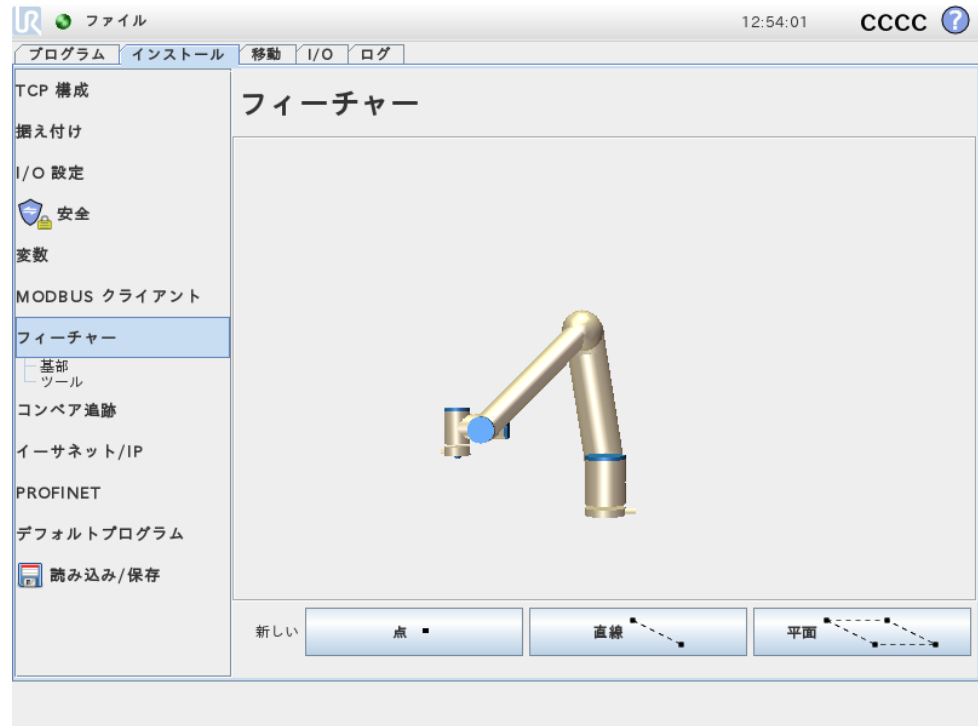 UR ファイル 12:54:01 CCCC ?
プログラム インストール 移動 I/O ログ
TCP 構成
据え付け
I/O 設定
安全
変数
MODBUS クライアント
フィーチャー
基部
ツール
コンベア追跡
イーサネット/IP
PROFINET
デフォルトプログラム
読み込み/保存
フィーチャー
新しい 点 直線 平面